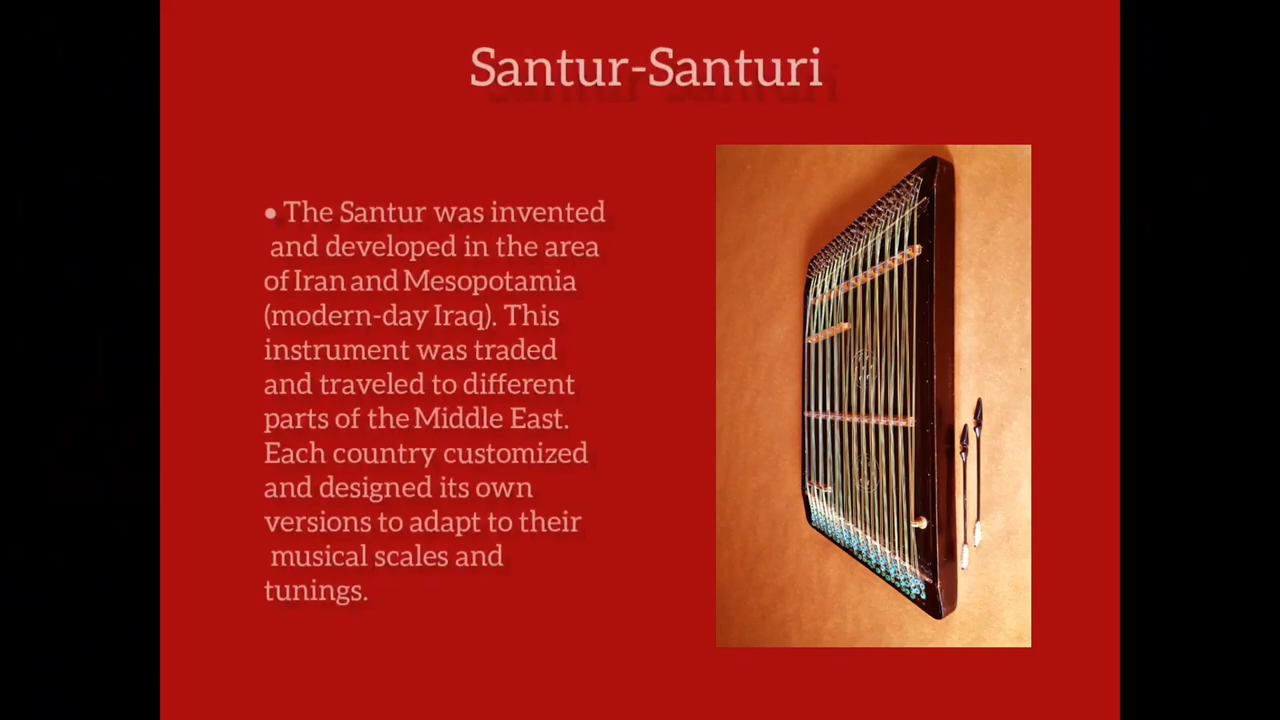 Santur-Santuri
• The Santur was invented
and developed in the area
of Iran and Mesopotamia
(modern-day Iraq). This
instrument was traded
and traveled to different
parts of the Middle East.
Each country customized
and designed its own
versions to adapt to their
musical scales and
tunings.